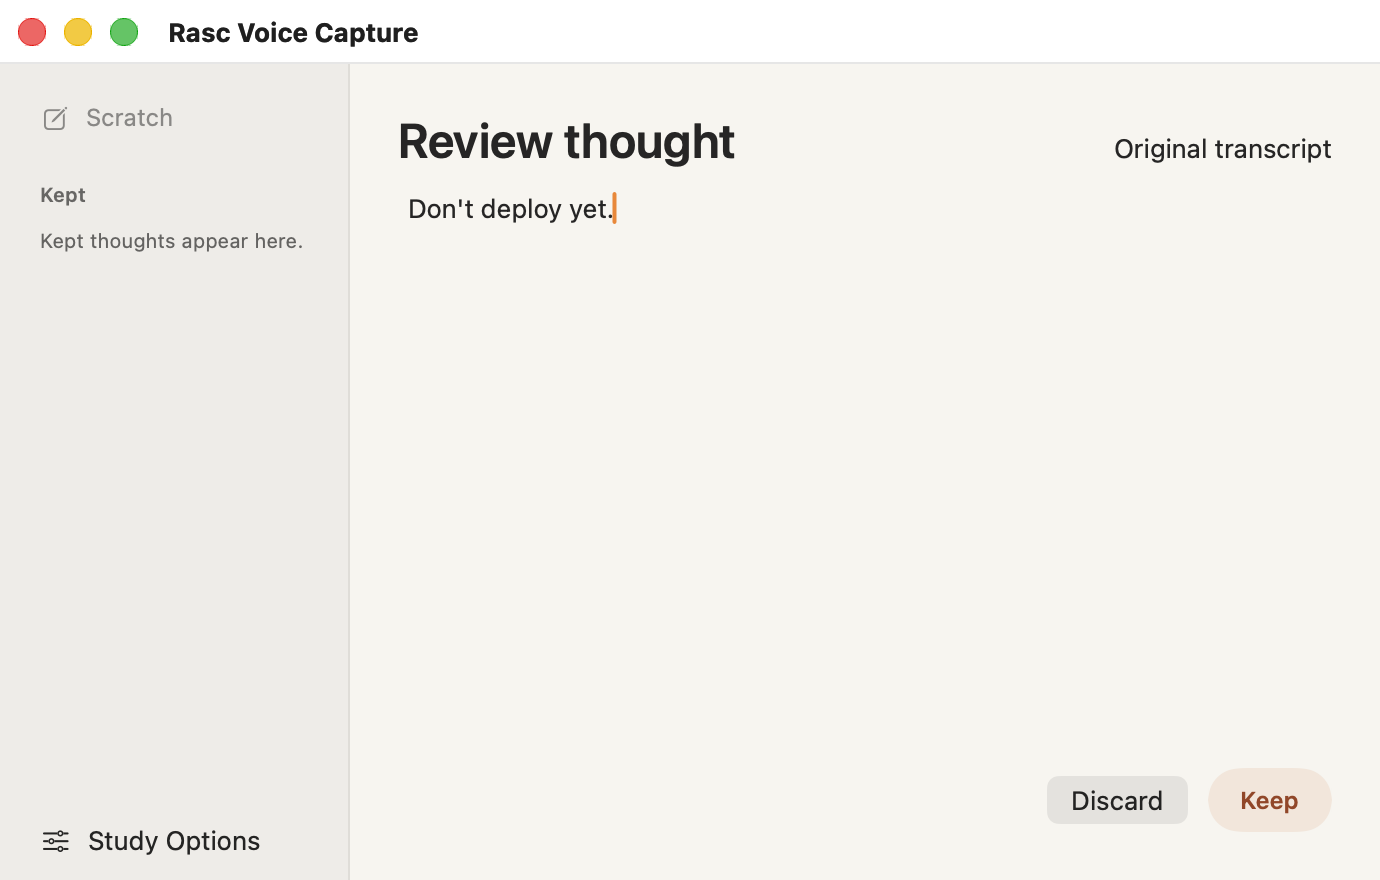 Rasc Voice Capture
Scratch
Kept
Kept thoughts appear here.
Study Options
Review thought
Original transcript
Don't deploy yet.
Discard
Keep